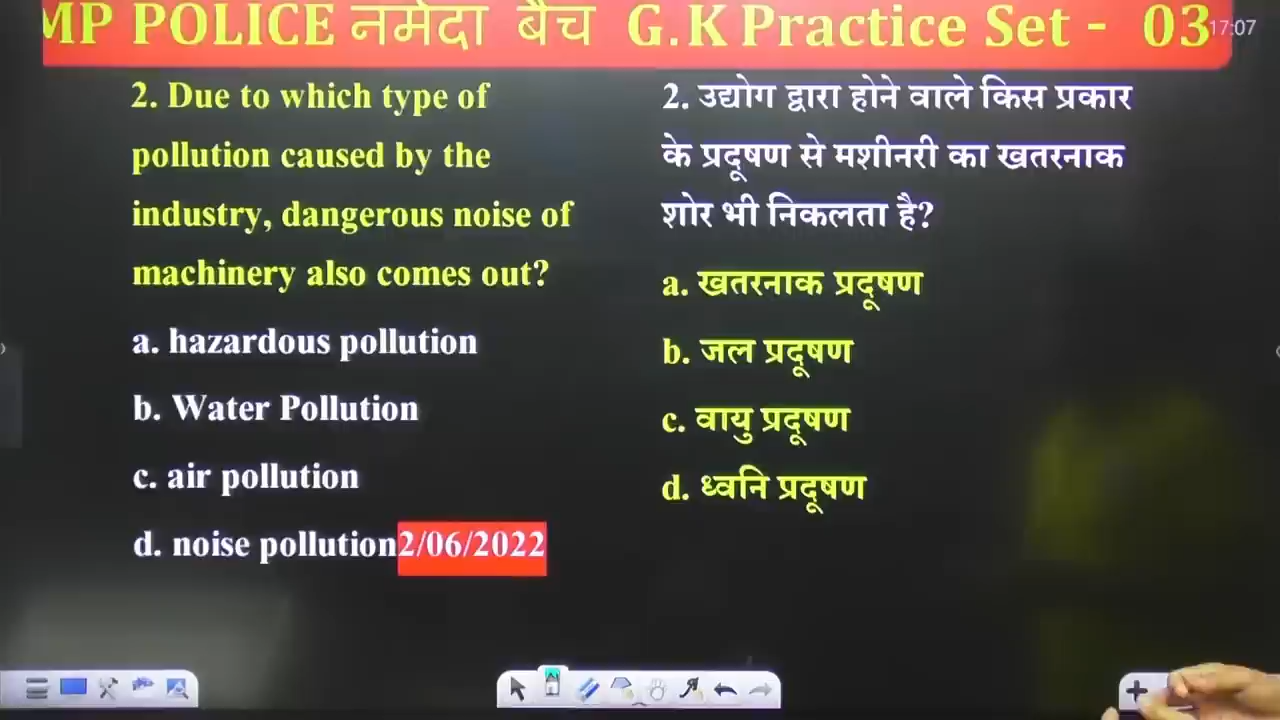 MP POLICE नर्मदा बैच G.K Practice Set - 03
17:07
2. Due to which type of
pollution caused by the
industry, dangerous noise of
machinery also comes out?
a. hazardous pollution
b. Water Pollution
c. air pollution
d. noise pollution2/06/2022
2. उद्योग द्वारा होने वाले किस प्रकार
के प्रदूषण से मशीनरी का खतरनाक
शोर भी निकलता है?
a. खतरनाक प्रदूषण
b. जल प्रदूषण
c. वायु प्रदूषण
d. ध्वनि प्रदूषण